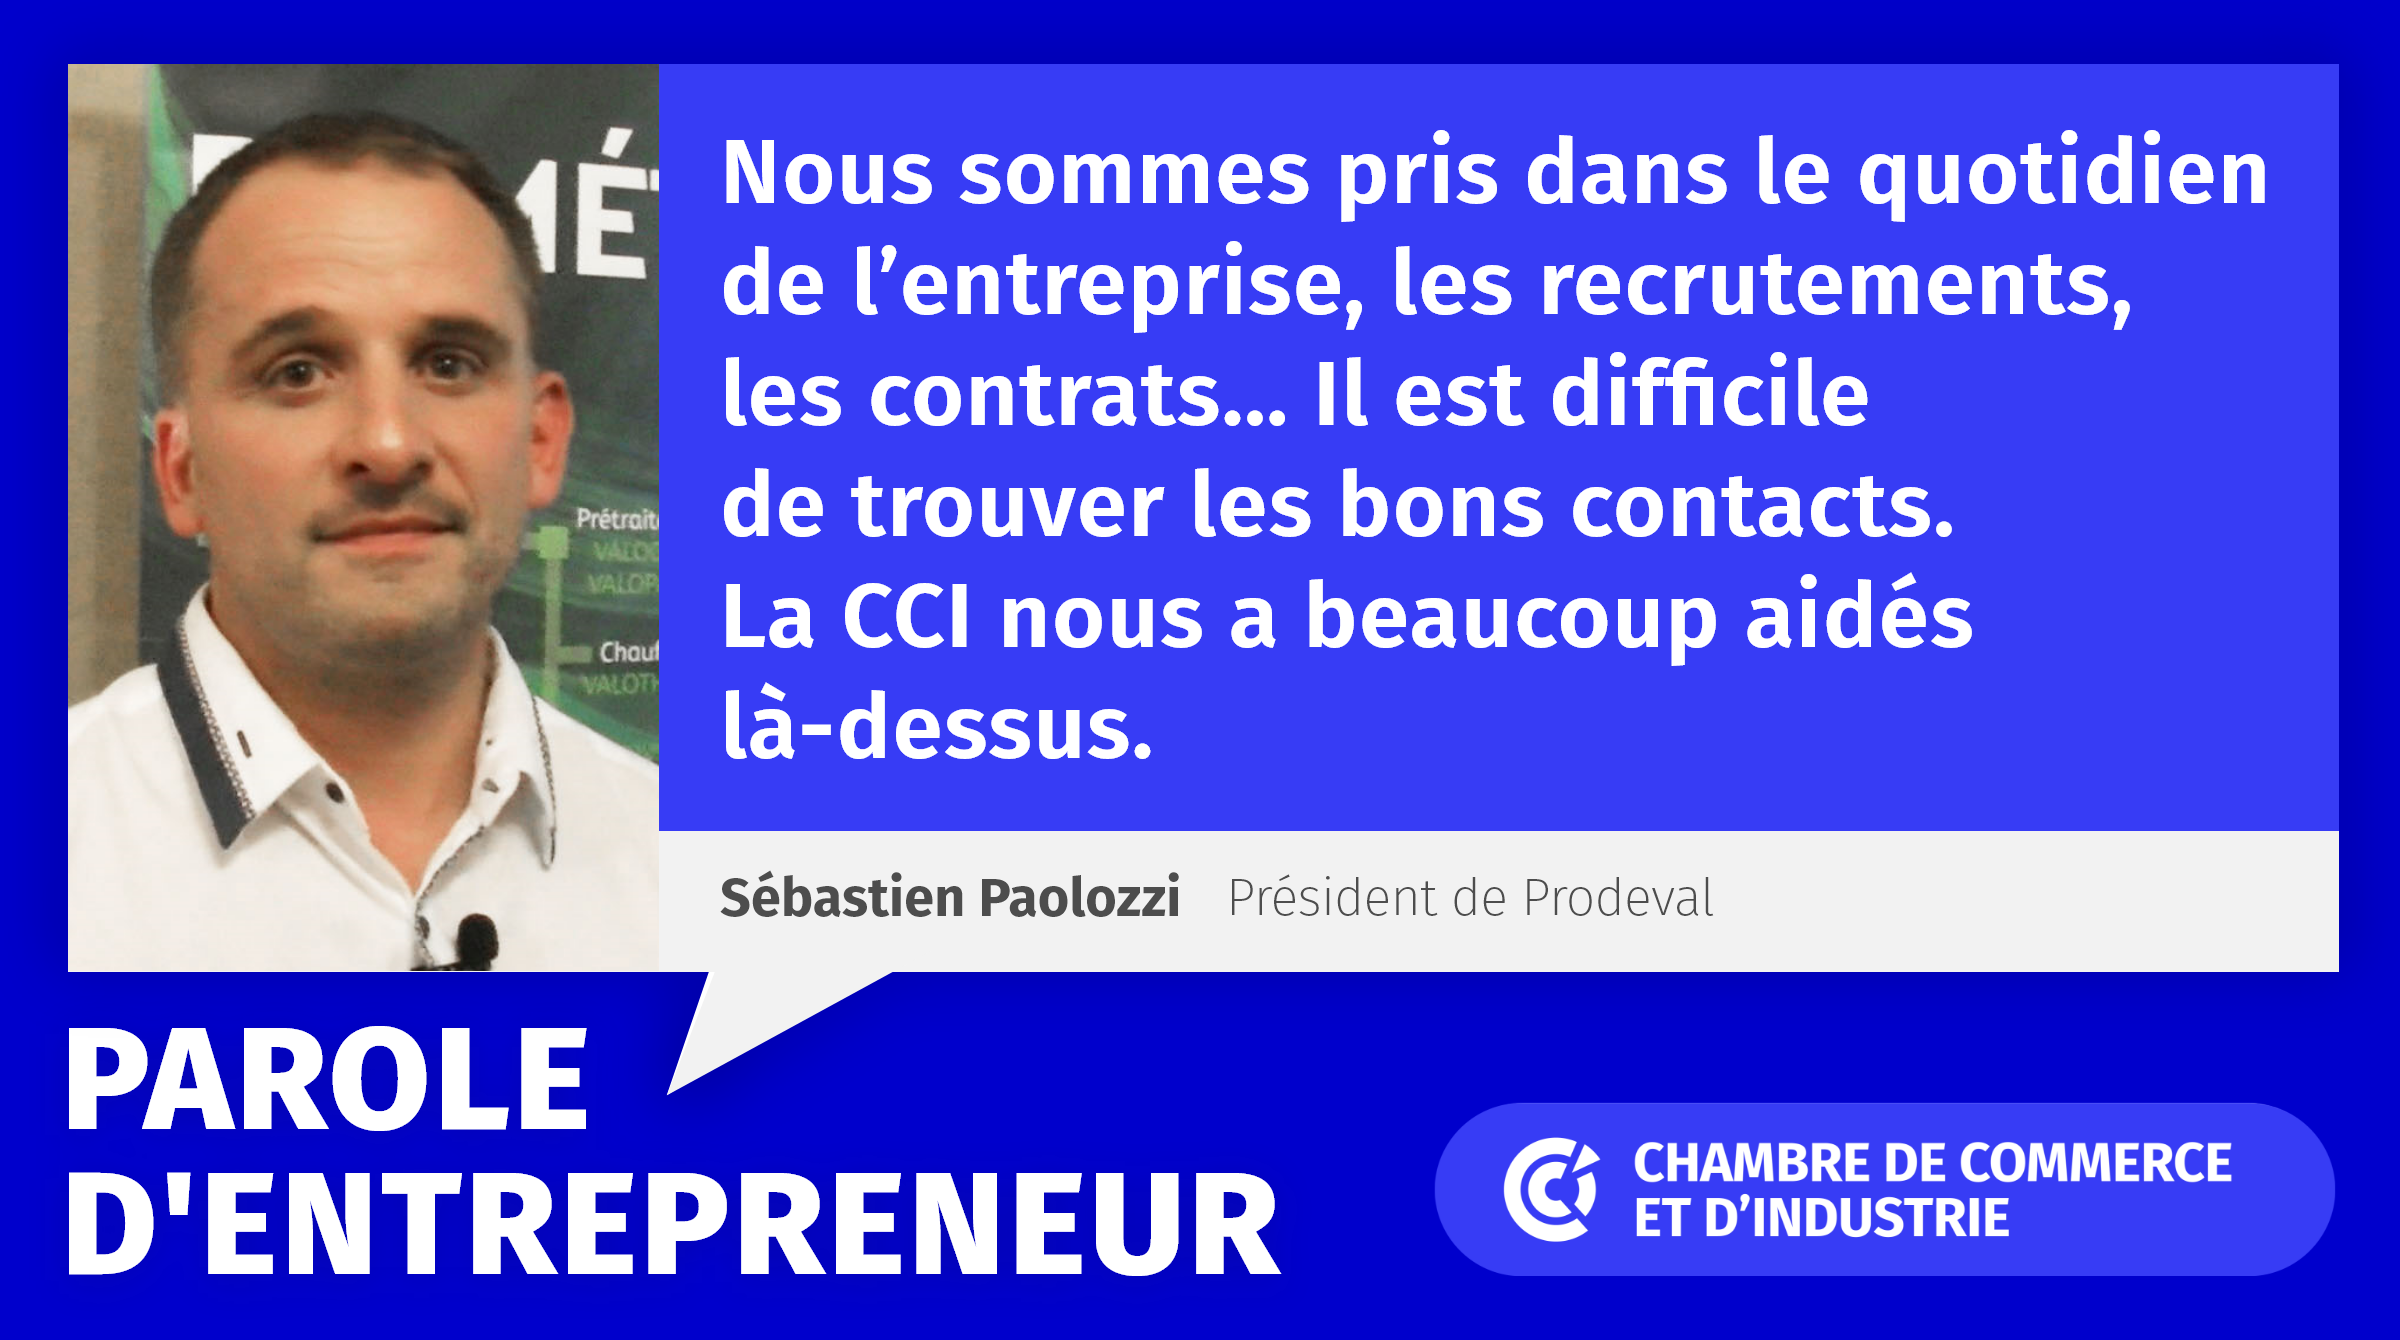 Nous sommes pris dans le quotidien
de l’entreprise, les recrutements,
les contrats... Il est difficile
de trouver les bons contacts.
La CCI nous a beaucoup aidés
là-dessus.
Sébastien Paolozzi Président de Prodeval
PAROLE
D'ENTREPRENEUR
CHAMBRE DE COMMERCE
ET D’INDUSTRIE